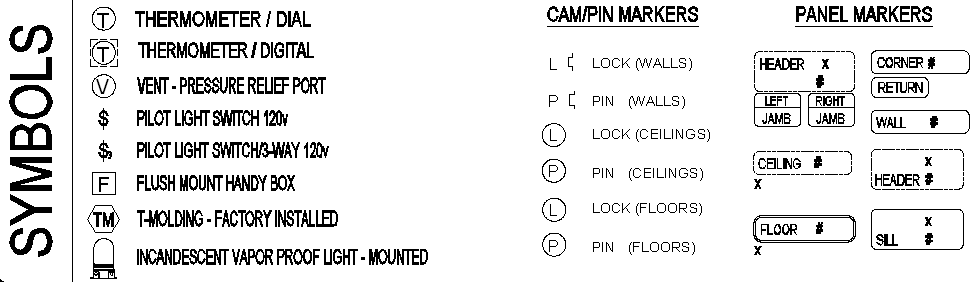 SYMBOLS
T THERMOMETER / DIAL
T THERMOMETER / DIGITAL
V VENT - PRESSURE RELIEF PORT
$ PILOT LIGHT SWITCH 120v
$, PILOT LIGHT SWITCH/3-WAY 120v
F FLUSH MOUNT HANDY BOX
TM T-MOLDING - FACTORY INSTALLED
INCANDESCENT VAPOR PROOF LIGHT - MOUNTED
CAM/PIN MARKERS
L LOCK (WALLS)
P PIN (WALLS)
L LOCK (CEILINGS)
P PIN (CEILINGS)
L LOCK (FLOORS)
P PIN (FLOORS)
PANEL MARKERS
HEADER x
#
LEFT
JAMB
RIGHT
JAMB
CEILING #
x
FLOOR #
x
CORNER #
RETURN
WALL #
x
HEADER #
x
SILL #